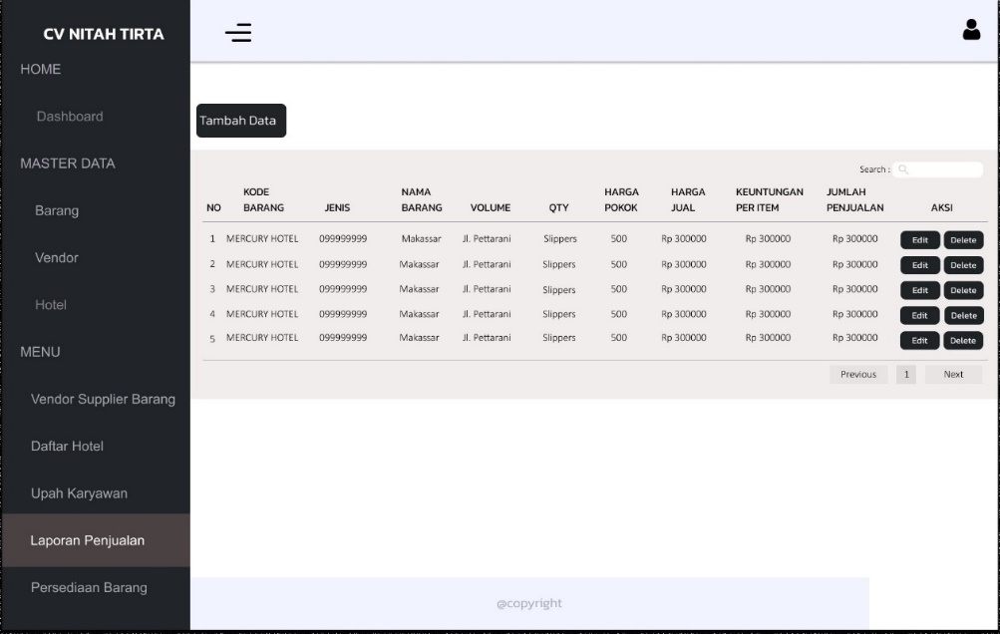 CV NITAH TIRTA
HOME
Dashboard
MASTER DATA
Barang
Vendor
Hotel
MENU
Vendor Supplier Barang
Daftar Hotel
Upah Karyawan
Laporan Penjualan
Persediaan Barang
Tambah Data
Search :
NO KODE BARANG JENIS NAMA BARANG VOLUME QTY HARGA POKOK HARGA JUAL KEUNTUNGAN PER ITEM JUMLAH PENJUALAN AKSI
1 MERCURY HOTEL 099999999 Makassar Jl. Pettarani Slippers 500 Rp 300000 Rp 300000 Rp 300000 Edit Delete
2 MERCURY HOTEL 099999999 Makassar Jl. Pettarani Slippers 500 Rp 300000 Rp 300000 Rp 300000 Edit Delete
3 MERCURY HOTEL 099999999 Makassar Jl. Pettarani Slippers 500 Rp 300000 Rp 300000 Rp 300000 Edit Delete
4 MERCURY HOTEL 099999999 Makassar Jl. Pettarani Slippers 500 Rp 300000 Rp 300000 Rp 300000 Edit Delete
5 MERCURY HOTEL 099999999 Makassar Jl. Pettarani Slippers 500 Rp 300000 Rp 300000 Rp 300000 Edit Delete
Previous 1 Next
@copyright